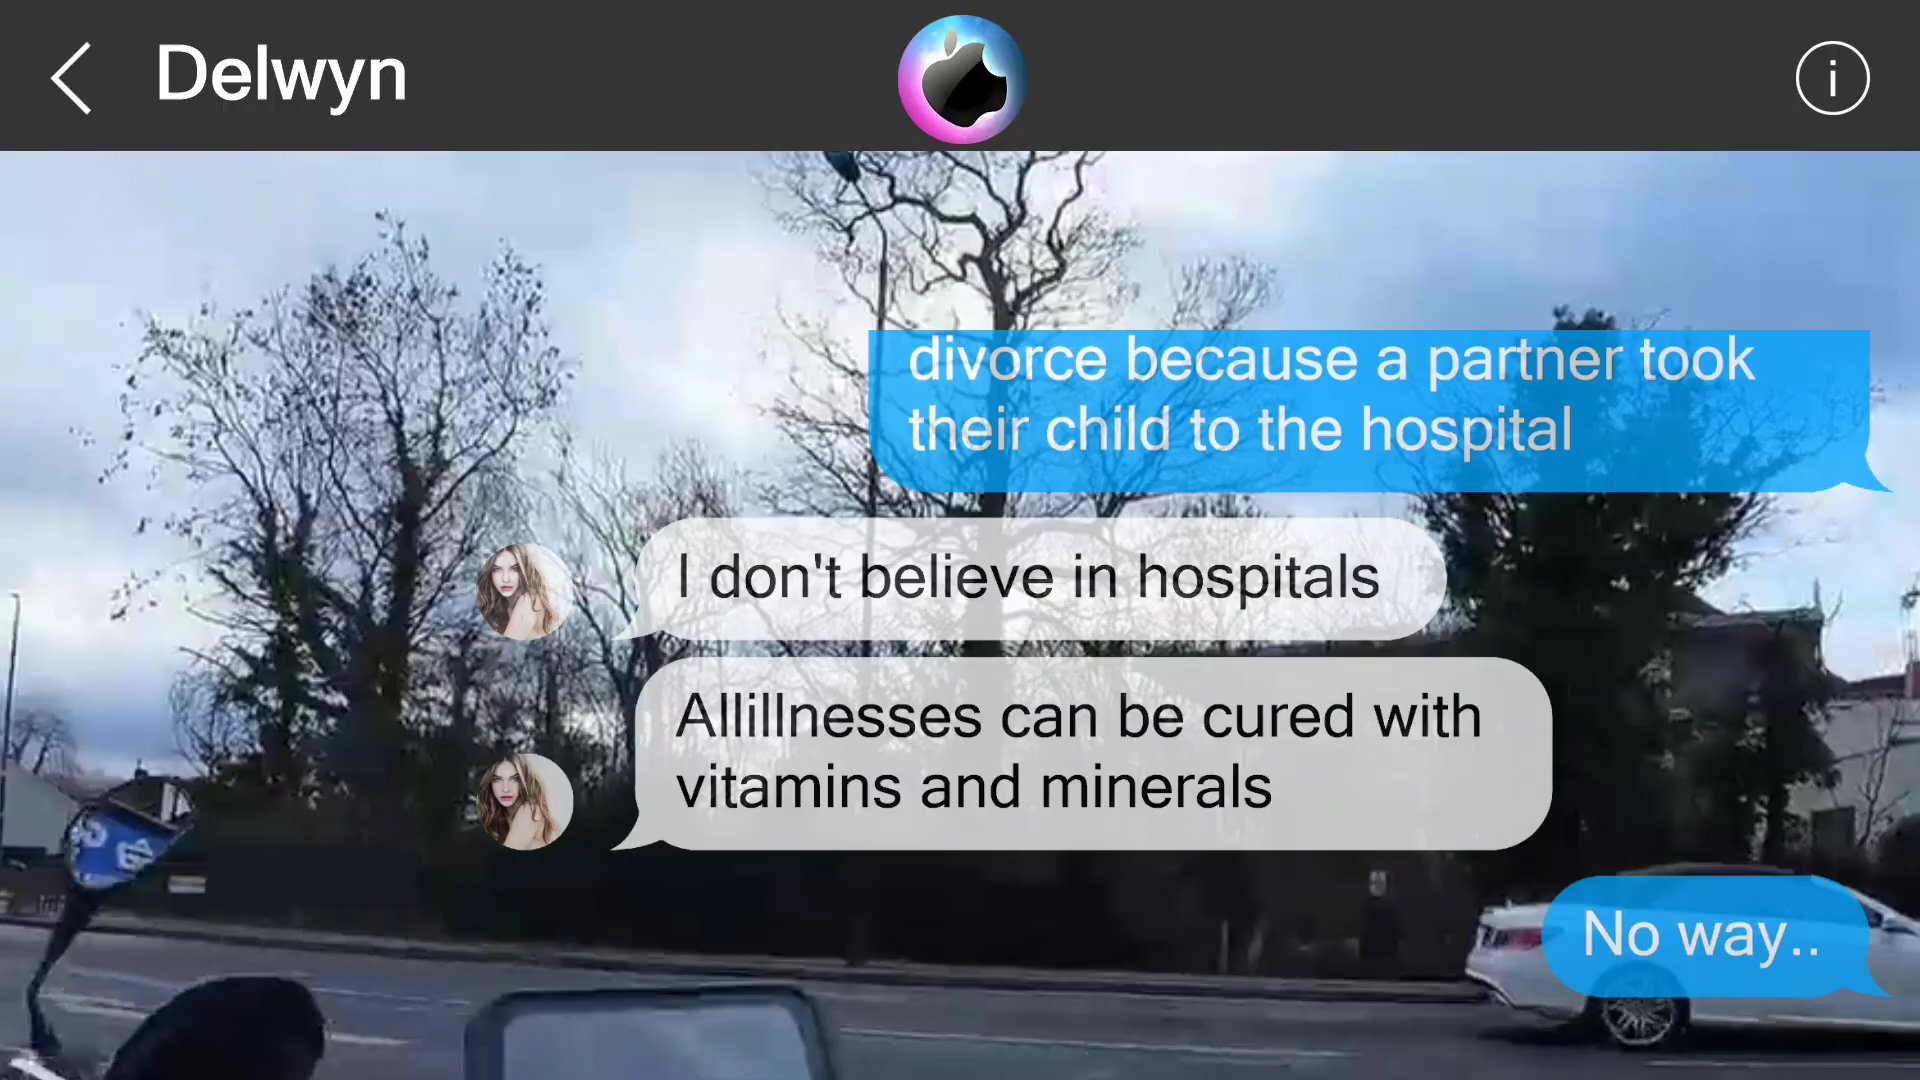 Delwyn
i
divorce because a partner took
their child to the hospital
I don't believe in hospitals
Allillnesses can be cured with
vitamins and minerals
No way..